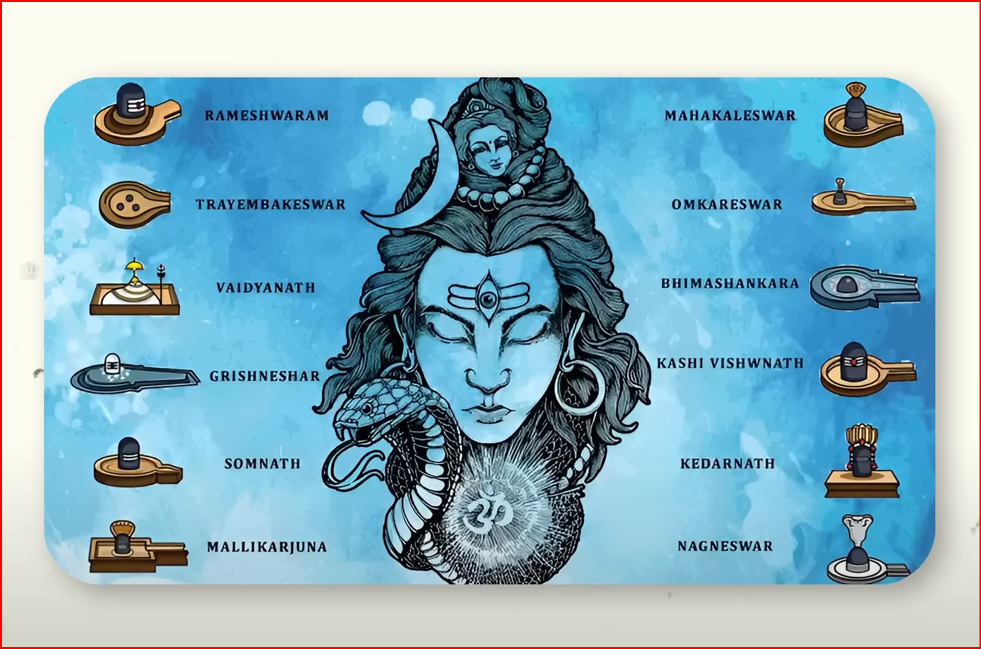 RAMESHWARAM
TRAYEMBAKESWAR
VAIDYANATH
GRISHNESHAR
SOMNATH
MALLIKARJUNA
ॐ
MAHAKALESWAR
OMKARESWAR
BHIMASHANKARA
KASHI VISHWNATH
KEDARNATH
NAGNESWAR